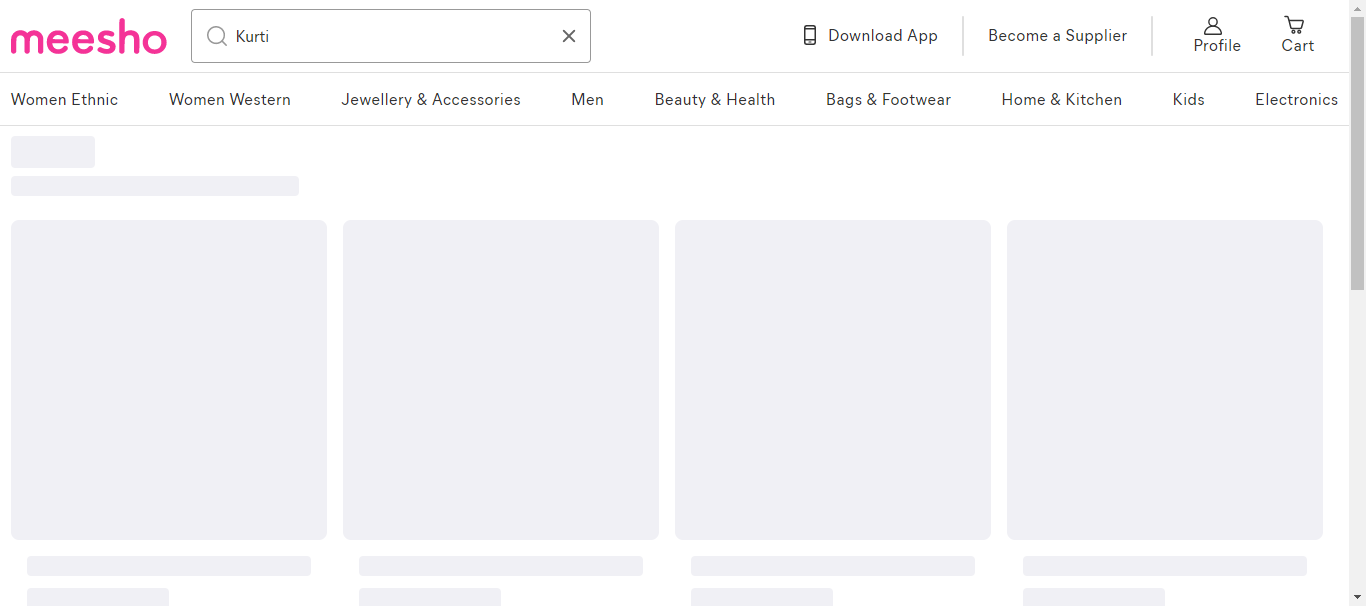 meesho
Kurti
Download App
Become a Supplier
Profile
Cart
Women Ethnic
Women Western
Jewellery & Accessories
Men
Beauty & Health
Bags & Footwear
Home & Kitchen
Kids
Electronics